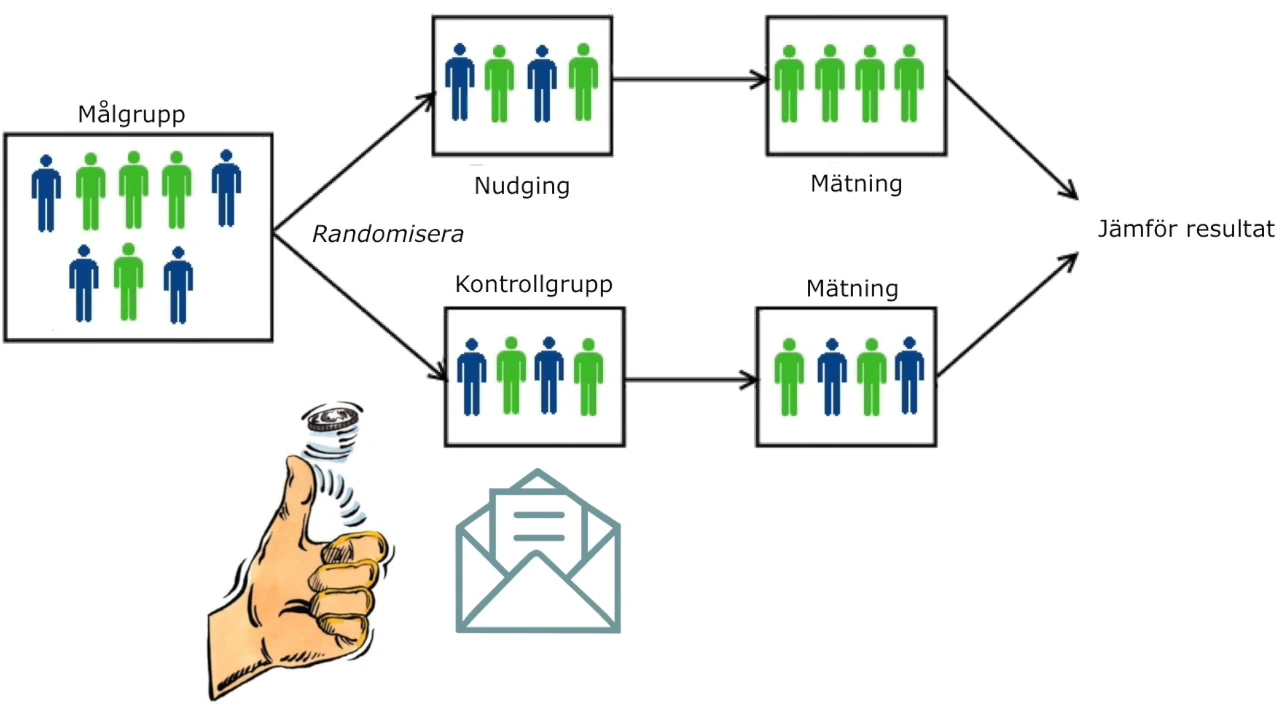 Målgrupp
Nudging
Mätning
Randomisera
Jämför resultat
Kontrollgrupp
Mätning